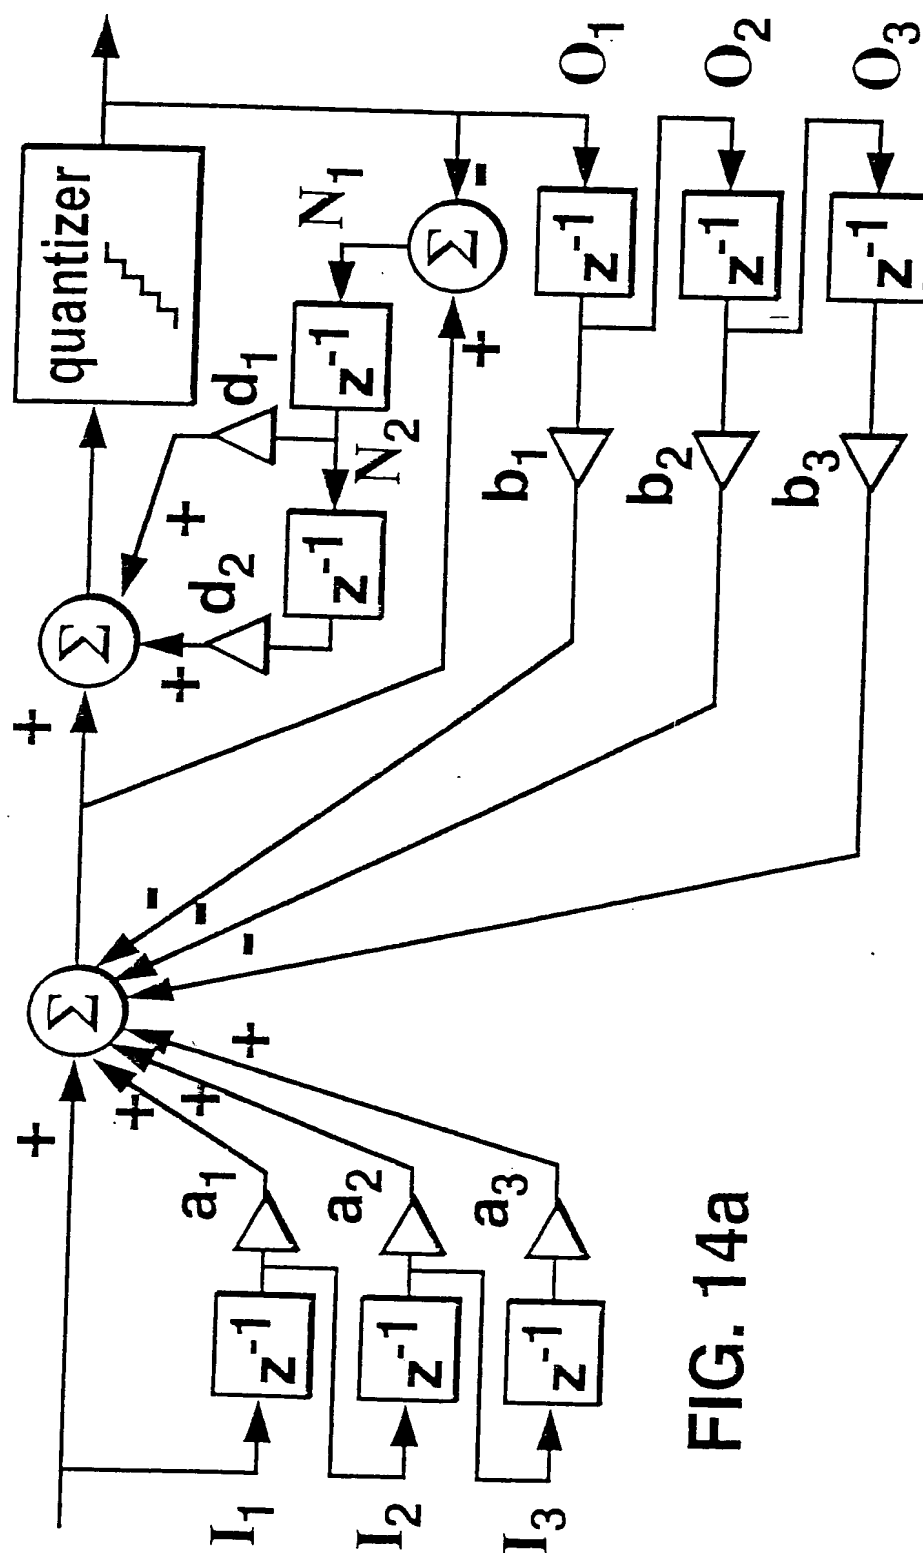 quantizer
Σ
+
+
d₂
+
d₁
+
N₁
z⁻¹
N₂
z⁻¹
Σ
-
+
Σ
+
+
+
+
-
-
-
I₁
z⁻¹
a₁
I₂
z⁻¹
a₂
I₃
z⁻¹
a₃
b₁
z⁻¹
O₁
b₂
z⁻¹
O₂
b₃
z⁻¹
O₃
FIG. 14a